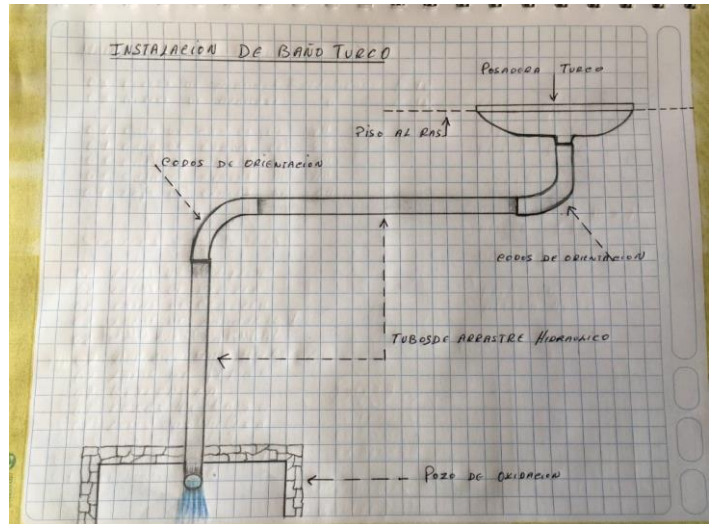 INSTALACION DE BAÑO TURCO
POSADERA TURCO
PISO AL RAS
CODOS DE ORIENTACION
CODOS DE ORIENTACION
TUBOSDE ARRASTRE HIDRAULICO
POZO DE OXIDACION